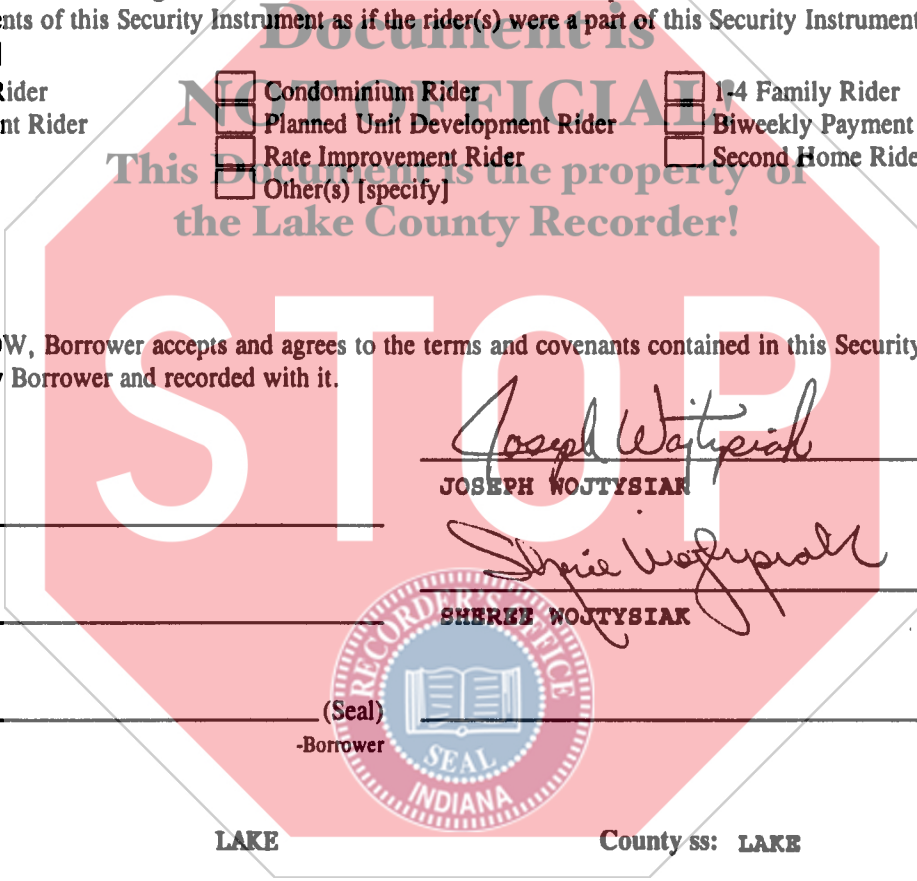 ents of this Security Instrument as if the rider(s) were a part of this Security Instrument
Document is
NOT OFFICIAL!
This Document is the property of
the Lake County Recorder!
Rider
Condominium Rider
1-4 Family Rider
nt Rider
Planned Unit Development Rider
Biweekly Payment
Rate Improvement Rider
Second Home Ride
Other(s) [specify]
STOP
OW, Borrower accepts and agrees to the terms and covenants contained in this Security
Borrower and recorded with it.
Joseph Wojtysiak
JOSEPH WOJTYSIAK
Sheree Wojtysiak
SHEREE WOJTYSIAK
(Seal)
-Borrower
RECORDER'S OFFICE
SEAL
INDIANA
LAKE County ss: LAKE